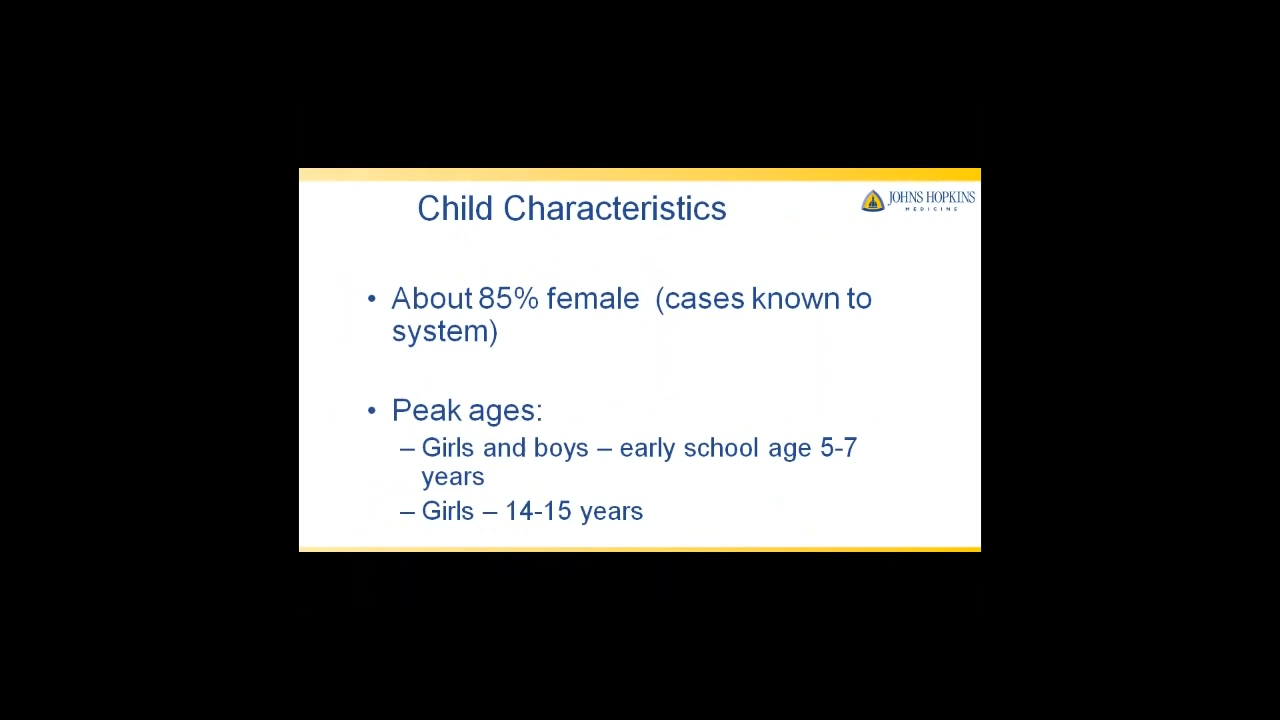 Child Characteristics
JOHNS HOPKINS
MEDICINE
• About 85% female (cases known to
system)
• Peak ages:
– Girls and boys – early school age 5-7
years
– Girls – 14-15 years